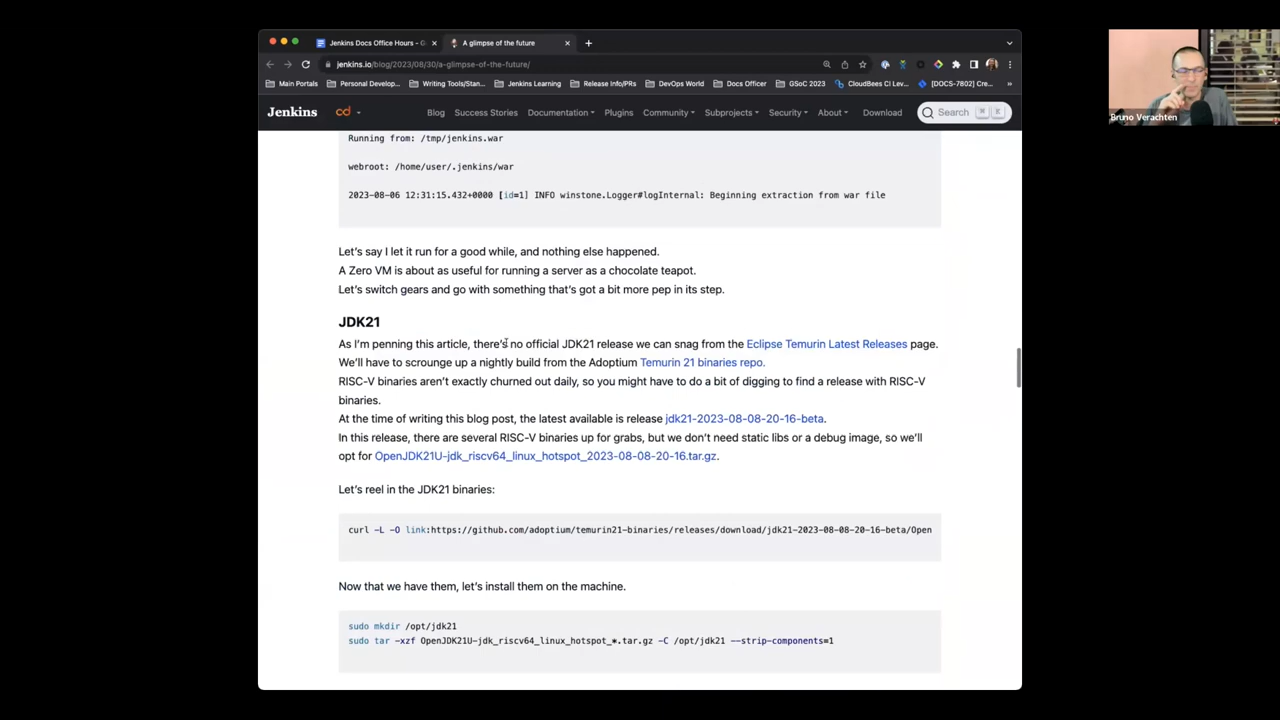 Jenkins Docs Office Hours - G
A glimpse of the future
jenkins.io/blog/2023/08/30/a-glimpse-of-the-future/
Main Portals
Personal Develop...
Writing Tools/Stan...
Jenkins Learning
Release Info/PRs
DevOps World
Docs Officer
GSoC 2023
CloudBees CI Lev...
[DOCS-7802] Cre...
Jenkins
cd
Blog
Success Stories
Documentation
Plugins
Community
Subprojects
Security
About
Download
Search
K
Bruno Verachten
Running from: /tmp/jenkins.war
webroot: /home/user/.jenkins/war
2023-08-06 12:31:15.432+0000 [id=1] INFO winstone.Logger#logInternal: Beginning extraction from war file
Let's say I let it run for a good while, and nothing else happened.
A Zero VM is about as useful for running a server as a chocolate teapot.
Let's switch gears and go with something that's got a bit more pep in its step.
JDK21
As I'm penning this article, there's no official JDK21 release we can snag from the Eclipse Temurin Latest Releases page.
We'll have to scrounge up a nightly build from the Adoptium Temurin 21 binaries repo.
RISC-V binaries aren't exactly churned out daily, so you might have to do a bit of digging to find a release with RISC-V
binaries.
At the time of writing this blog post, the latest available is release jdk21-2023-08-08-20-16-beta.
In this release, there are several RISC-V binaries up for grabs, but we don't need static libs or a debug image, so we'll
opt for OpenJDK21U-jdk_riscv64_linux_hotspot_2023-08-08-20-16.tar.gz.
Let's reel in the JDK21 binaries:
curl -L -O link:https://github.com/adoptium/temurin21-binaries/releases/download/jdk21-2023-08-08-20-16-beta/Open
Now that we have them, let's install them on the machine.
sudo mkdir /opt/jdk21
sudo tar -xzf OpenJDK21U-jdk_riscv64_linux_hotspot_*.tar.gz -C /opt/jdk21 --strip-components=1